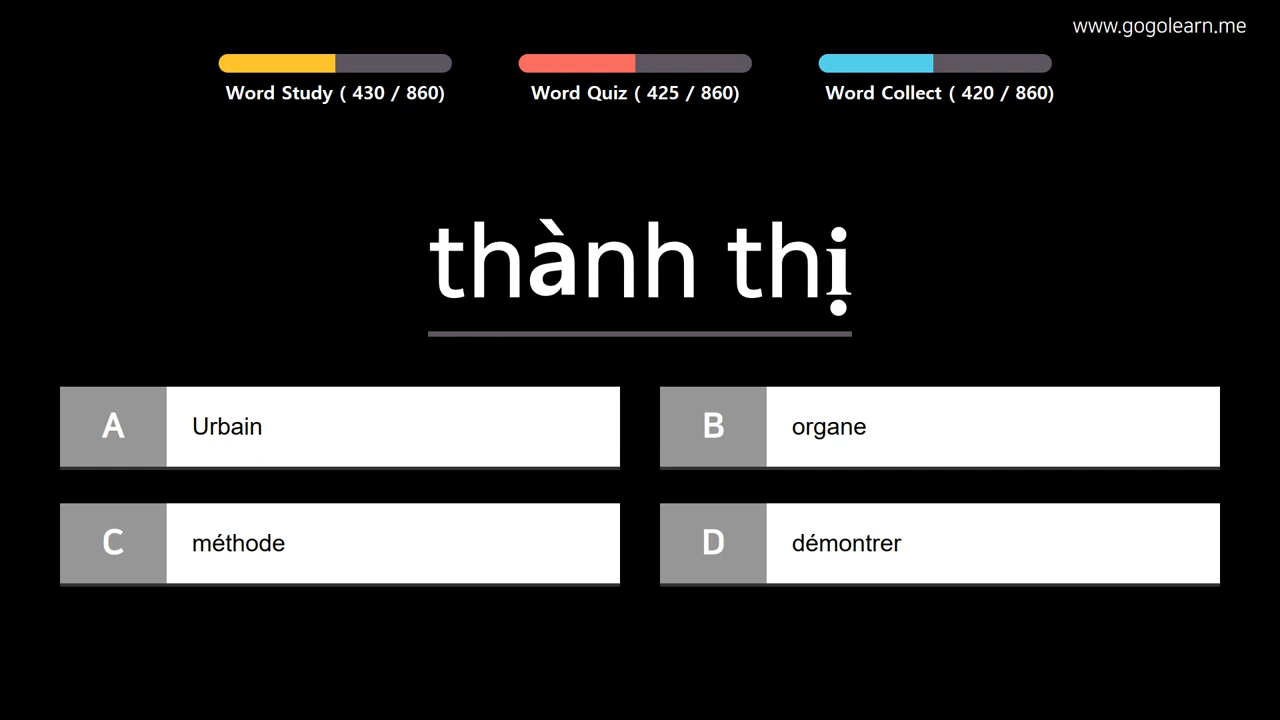 www.gogolearn.me
Word Study ( 430 / 860)
Word Quiz ( 425 / 860)
Word Collect ( 420 / 860)
thành thị
A Urbain
B organe
C méthode
D démontrer